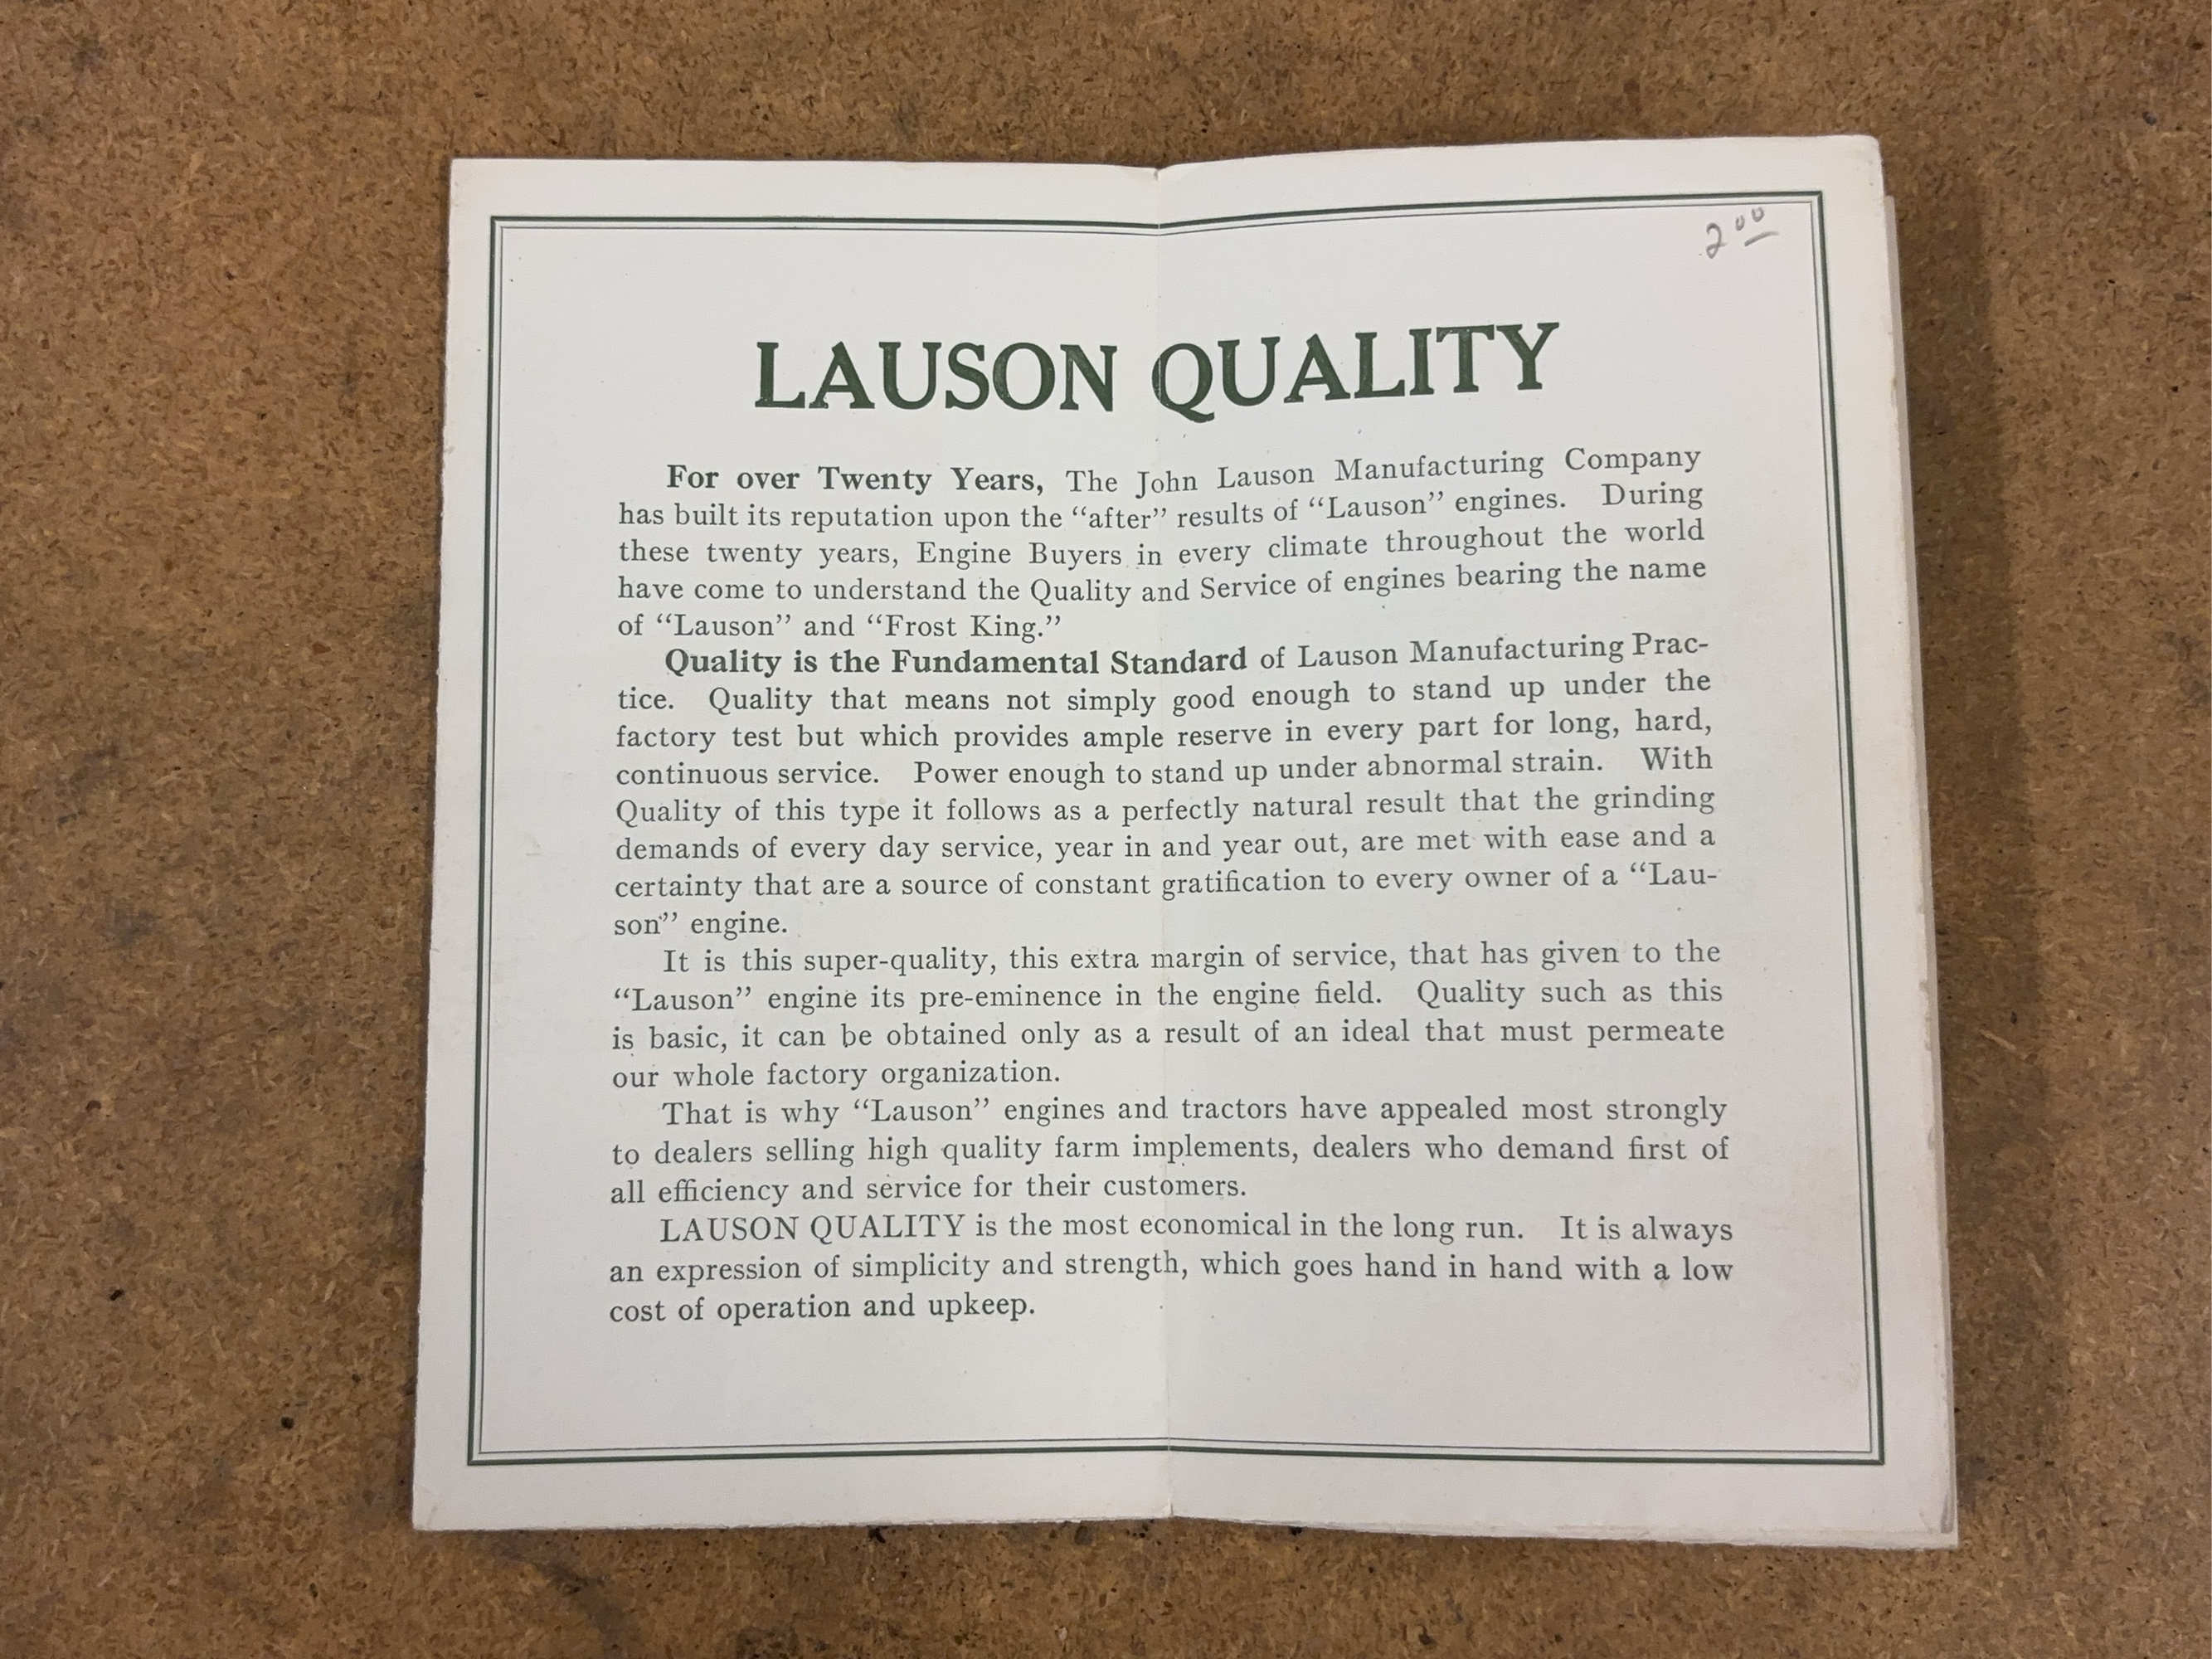 2 00
LAUSON QUALITY
For over Twenty Years, The John Lauson Manufacturing Company
has built its reputation upon the “after” results of “Lauson” engines. During
these twenty years, Engine Buyers in every climate throughout the world
have come to understand the Quality and Service of engines bearing the name
of “Lauson” and “Frost King.”
Quality is the Fundamental Standard of Lauson Manufacturing Prac-
tice. Quality that means not simply good enough to stand up under the
factory test but which provides ample reserve in every part for long, hard,
continuous service. Power enough to stand up under abnormal strain. With
Quality of this type it follows as a perfectly natural result that the grinding
demands of every day service, year in and year out, are met with ease and a
certainty that are a source of constant gratification to every owner of a “Lau-
son” engine.
It is this super-quality, this extra margin of service, that has given to the
“Lauson” engine its pre-eminence in the engine field. Quality such as this
is basic, it can be obtained only as a result of an ideal that must permeate
our whole factory organization.
That is why “Lauson” engines and tractors have appealed most strongly
to dealers selling high quality farm implements, dealers who demand first of
all efficiency and service for their customers.
LAUSON QUALITY is the most economical in the long run. It is always
an expression of simplicity and strength, which goes hand in hand with a low
cost of operation and upkeep.